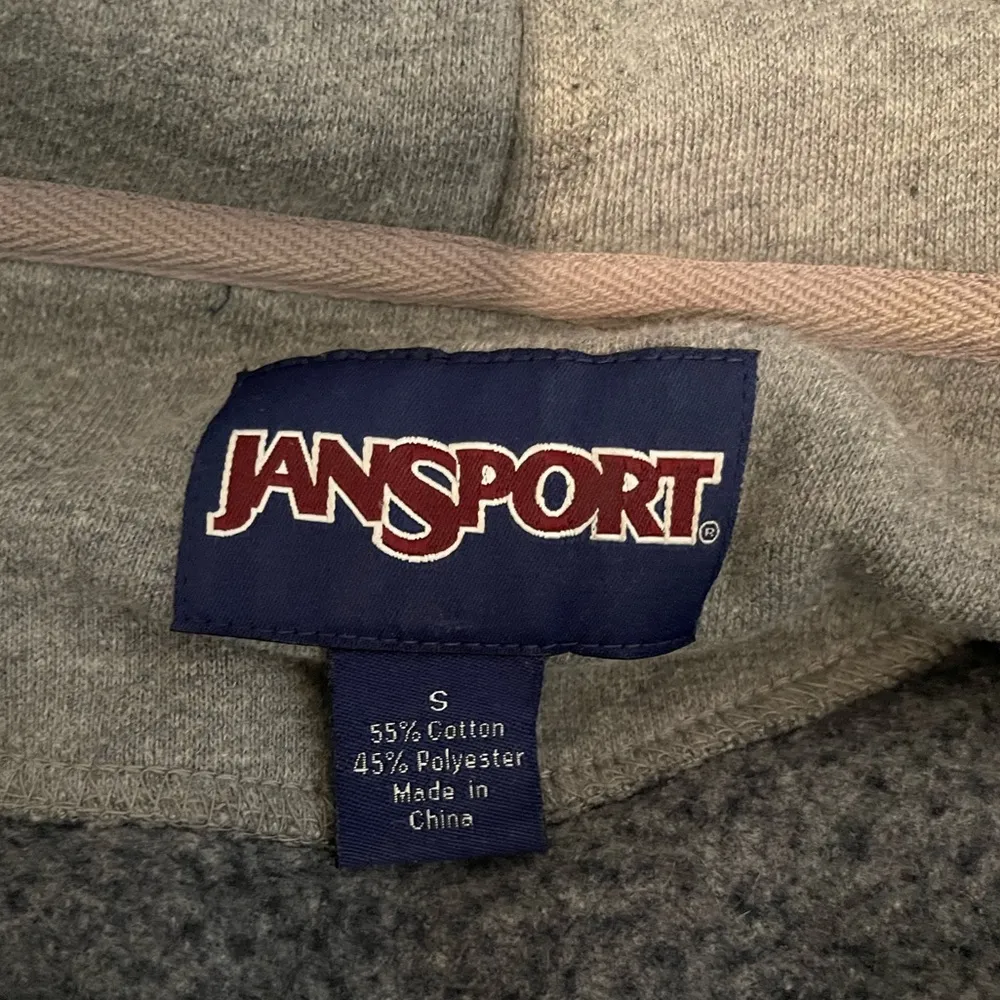 JANSPORT®
S
55% Cotton
45% Polyester
Made in
China